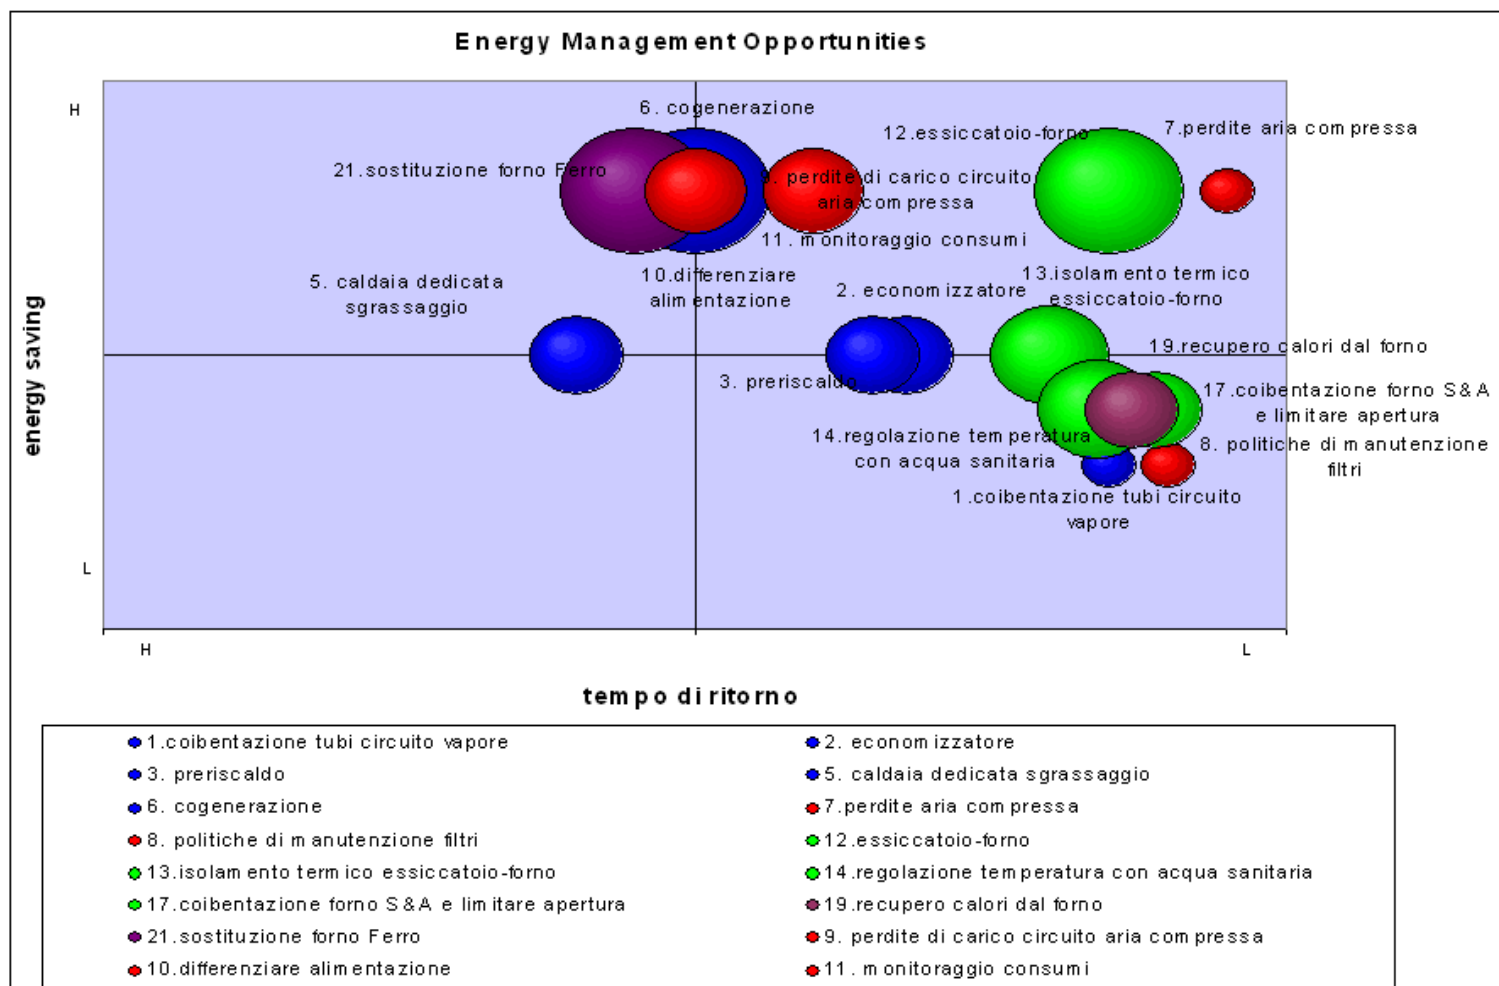 Energy Management Opportunities
H
6. cogenerazione
12.essiccatoio-forno
7.perdite aria compressa
21.sostituzione forno Ferro
9. perdite di carico circuito
aria compressa
11. monitoraggio consumi
10.differenziare
alimentazione
13.isolamento termico
essiccatoio-forno
5. caldaia dedicata
sgrassaggio
2. economizzatore
energy saving
19.recupero calori dal forno
3. preriscaldo
17.coibentazione forno S&A
e limitare apertura
14.regolazione temperatura
con acqua sanitaria
8. politiche di manutenzione
filtri
1.coibentazione tubi circuito
vapore
L
H
L
tempo di ritorno
1.coibentazione tubi circuito vapore
2. economizzatore
3. preriscaldo
5. caldaia dedicata sgrassaggio
6. cogenerazione
7.perdite aria compressa
8. politiche di manutenzione filtri
12.essiccatoio-forno
13.isolamento termico essiccatoio-forno
14.regolazione temperatura con acqua sanitaria
17.coibentazione forno S&A e limitare apertura
19.recupero calori dal forno
21.sostituzione forno Ferro
9. perdite di carico circuito aria compressa
10.differenziare alimentazione
11. monitoraggio consumi